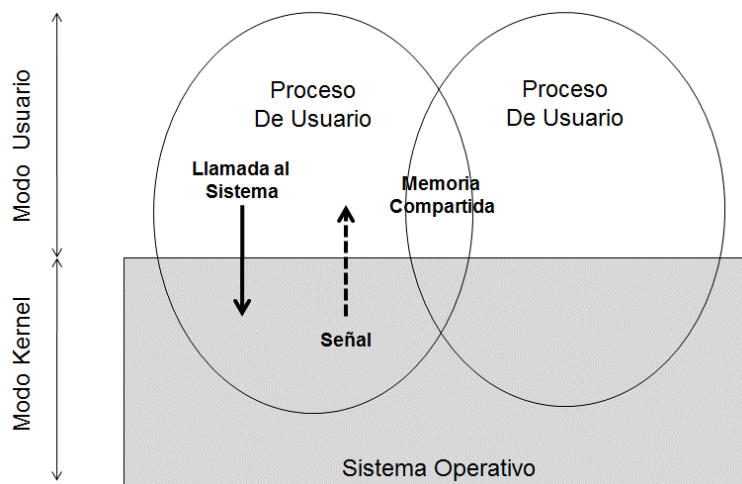 Modo Usuario
Proceso
De Usuario
Proceso
De Usuario
Llamada al
Sistema
Memoria
Compartida
Modo Kernel
Señal
Sistema Operativo